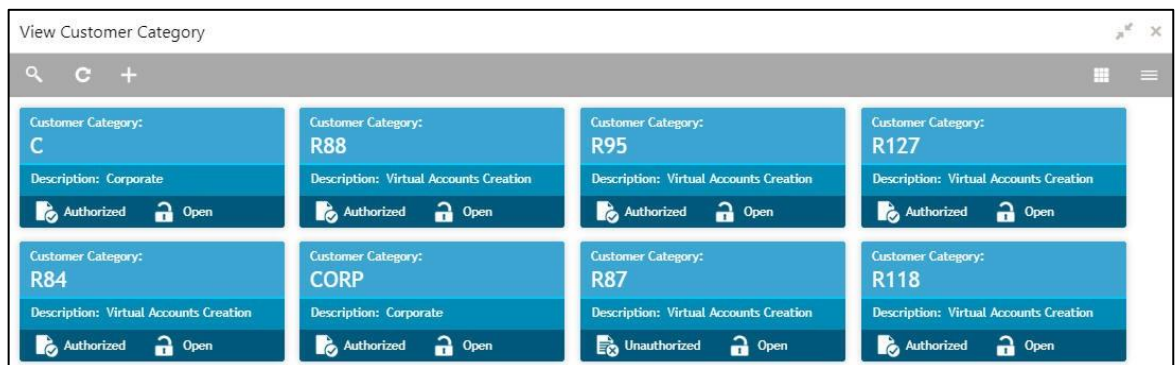 View Customer Category
Customer Category:
C
Description: Corporate
Authorized Open
Customer Category:
R88
Description: Virtual Accounts Creation
Authorized Open
Customer Category:
R95
Description: Virtual Accounts Creation
Authorized Open
Customer Category:
R127
Description: Virtual Accounts Creation
Authorized Open
Customer Category:
R84
Description: Virtual Accounts Creation
Authorized Open
Customer Category:
CORP
Description: Corporate
Authorized Open
Customer Category:
R87
Description: Virtual Accounts Creation
Unauthorized Open
Customer Category:
R118
Description: Virtual Accounts Creation
Authorized Open